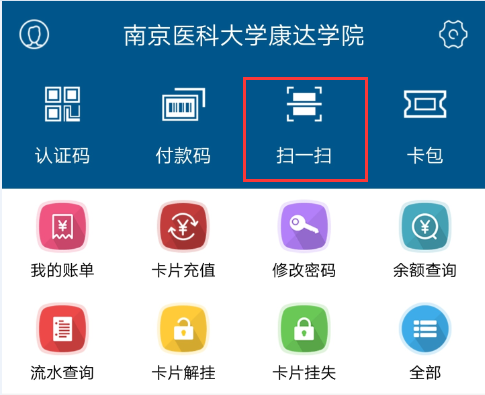 南京医科大学康达学院
认证码 付款码 扫一扫 卡包
我的账单 卡片充值 修改密码 余额查询
流水查询 卡片解挂 卡片挂失 全部